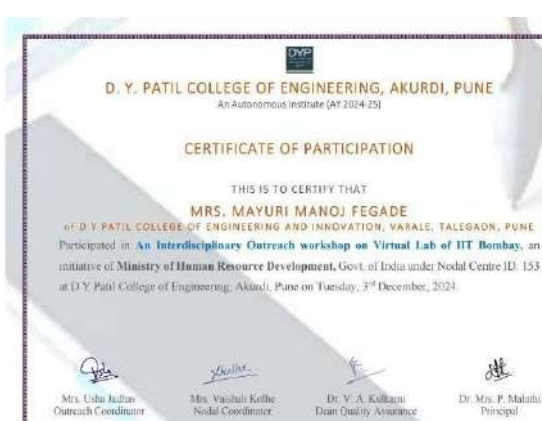 DYP
D. Y. PATIL COLLEGE OF ENGINEERING, AKURDI, PUNE
An Autonomous Institute (AY 2024-25)
CERTIFICATE OF PARTICIPATION
THIS IS TO CERTIFY THAT
MRS. MAYURI MANOJ FEGADE
of D Y PATIL COLLEGE OF ENGINEERING AND INNOVATION, VARALE, TALEGAON, PUNE
Participated in An Interdisciplinary Outreach workshop on Virtual Lab of IIT Bombay, an
initiative of Ministry of Human Resource Development, Govt. of India under Nodal Centre ID: 153
at D Y Patil College of Engineering, Akurdi, Pune on Tuesday, 3rd December, 2024.
Mrs. Usha Jadhav Mrs. Vaishali Kolhe Dr. V. A. Kulkarni Dr. Mrs. P. Malathi
Outreach Coordinator Nodal Coordinator Dean Quality Assurance Principal